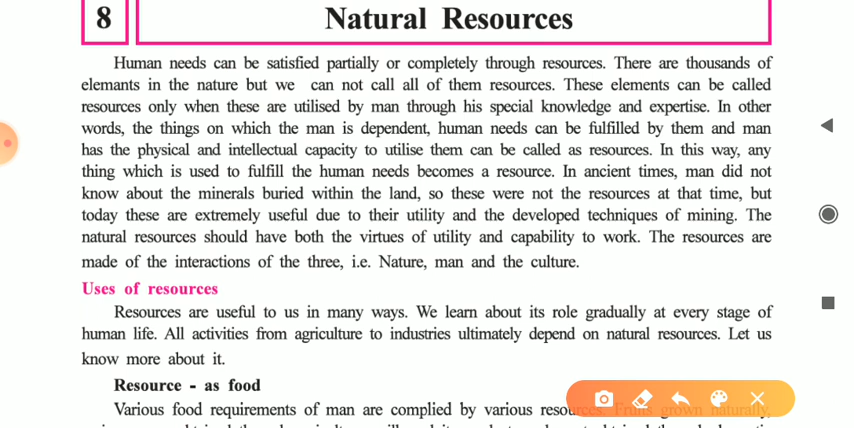 8
Natural Resources
Human needs can be satisfied partially or completely through resources. There are thousands of
elemants in the nature but we can not call all of them resources. These elements can be called
resources only when these are utilised by man through his special knowledge and expertise. In other
words, the things on which the man is dependent, human needs can be fulfilled by them and man
has the physical and intellectual capacity to utilise them can be called as resources. In this way, any
thing which is used to fulfill the human needs becomes a resource. In ancient times, man did not
know about the minerals buried within the land, so these were not the resources at that time, but
today these are extremely useful due to their utility and the developed techniques of mining. The
natural resources should have both the virtues of utility and capability to work. The resources are
made of the interactions of the three, i.e. Nature, man and the culture.
Uses of resources
Resources are useful to us in many ways. We learn about its role gradually at every stage of
human life. All activities from agriculture to industries ultimately depend on natural resources. Let us
know more about it.
Resource - as food
Various food requirements of man are complied by various resources. Fruits grown naturally,